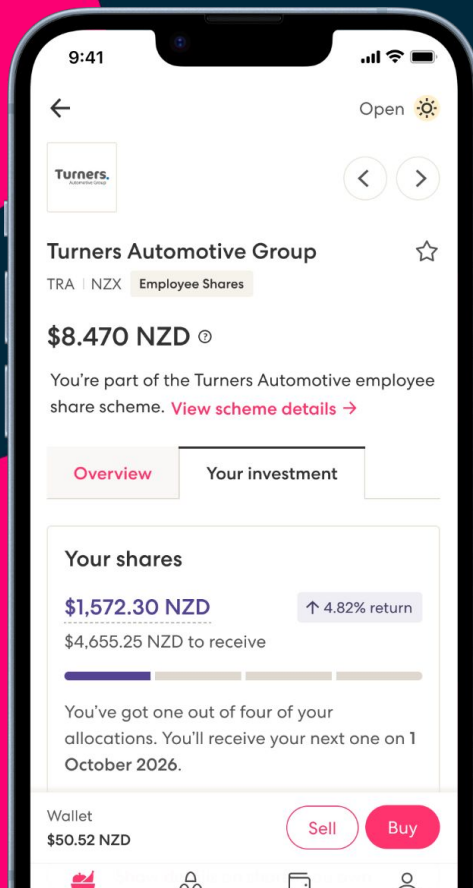 9:41
Open
Turners.
Automotive Group
Turners Automotive Group
TRA | NZX Employee Shares
$8.470 NZD
You're part of the Turners Automotive employee
share scheme. View scheme details →
Overview Your investment
Your shares
$1,572.30 NZD ↑ 4.82% return
$4,655.25 NZD to receive
You've got one out of four of your
allocations. You'll receive your next one on 1
October 2026.
Wallet
$50.52 NZD
Sell Buy